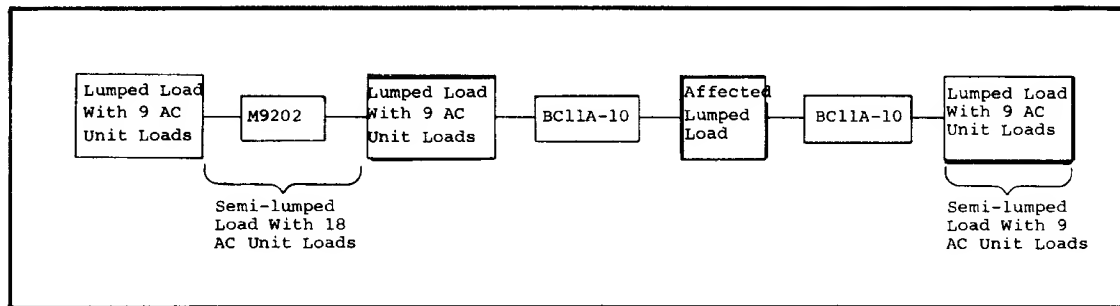 Lumped Load
With 9 AC
Unit Loads
M9202
Lumped Load
With 9 AC
Unit Loads
BC11A-10
Affected
Lumped
Load
BC11A-10
Lumped Load
With 9 AC
Unit Loads
Semi-lumped
Load With 18
AC Unit Loads
Semi-lumped
Load With 9
AC Unit Loads